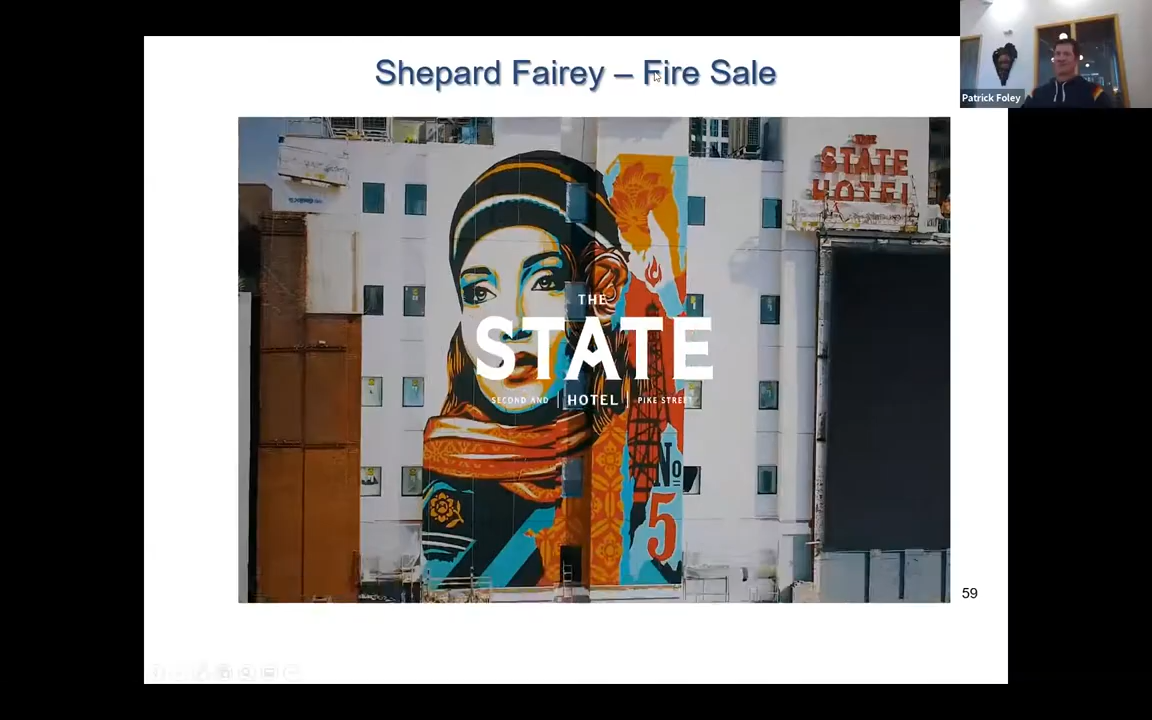 Shepard Fairey – Fire Sale
Patrick Foley
THE
STATE
HOTEL
THE
STATE
SECOND AND | HOTEL | PIKE STREET
No
5
59